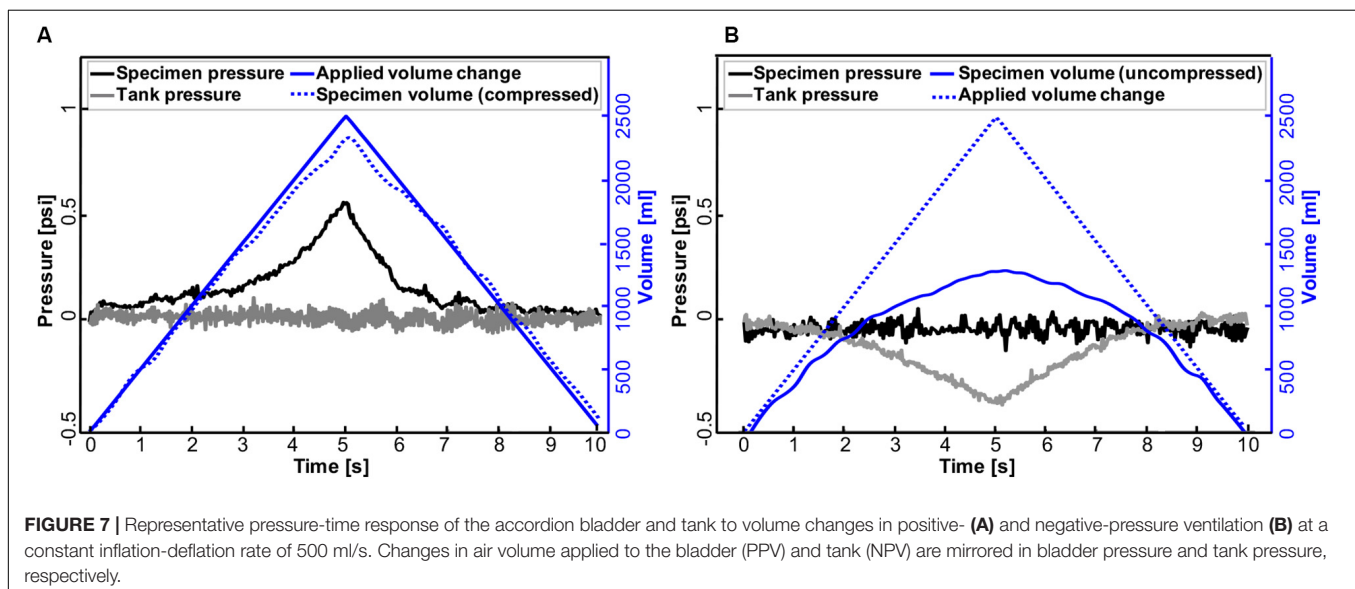 A
Specimen pressure
Applied volume change
Tank pressure
Specimen volume (compressed)
Pressure [psi]
1
0.5
0
-0.5
2500
2000
1500
1000
500
0
Volume [ml]
0 1 2 3 4 5 6 7 8 9 10
Time [s]
B
Specimen pressure
Specimen volume (uncompressed)
Tank pressure
Applied volume change
Pressure [psi]
1
0.5
0
-0.5
2500
2000
1500
1000
500
0
Volume [ml]
0 1 2 3 4 5 6 7 8 9 10
Time [s]
FIGURE 7 | Representative pressure-time response of the accordion bladder and tank to volume changes in positive- (A) and negative-pressure ventilation (B) at a
constant inflation-deflation rate of 500 ml/s. Changes in air volume applied to the bladder (PPV) and tank (NPV) are mirrored in bladder pressure and tank pressure,
respectively.